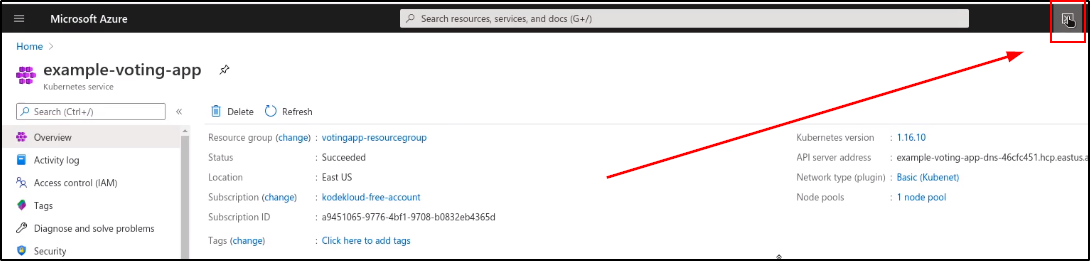 Microsoft Azure
Search resources, services, and docs (G+/)
Home
example-voting-app
Kubernetes service
Search (Ctrl+/)
Delete
Refresh
Overview
Activity log
Access control (IAM)
Tags
Diagnose and solve problems
Security
Resource group (change) : votingapp-resourcegroup
Status : Succeeded
Location : East US
Subscription (change) : kodekloud-free-account
Subscription ID : a9451065-9776-4bf1-9708-b0832eb4365d
Tags (change) : Click here to add tags
Kubernetes version : 1.16.10
API server address : example-voting-app-dns-46cfc451.hcp.eastus.a
Network type (plugin) : Basic (Kubenet)
Node pools : 1 node pool